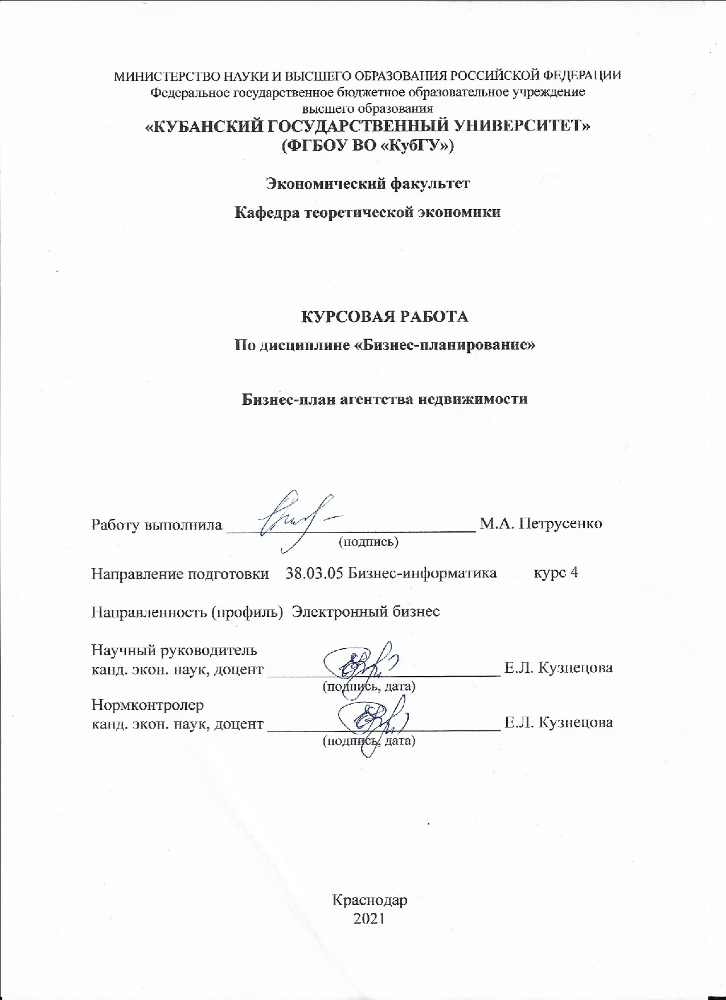 МИНИСТЕРСТВО НАУКИ И ВЫСШЕГО ОБРАЗОВАНИЯ РОССИЙСКОЙ ФЕДЕРАЦИИ
Федеральное государственное бюджетное образовательное учреждение
высшего образования
«КУБАНСКИЙ ГОСУДАРСТВЕННЫЙ УНИВЕРСИТЕТ»
(ФГБОУ ВО «КубГУ»)
Экономический факультет
Кафедра теоретической экономики
КУРСОВАЯ РАБОТА
По дисциплине «Бизнес-планирование»
Бизнес-план агентства недвижимости
Работу выполнила М.А. Петрусенко
(подпись)
Направление подготовки 38.03.05 Бизнес-информатика курс 4
Направленность (профиль) Электронный бизнес
Научный руководитель
канд. экон. наук, доцент Е.Л. Кузнецова
(подпись, дата)
Нормконтролер
канд. экон. наук, доцент Е.Л. Кузнецова
(подпись, дата)
Краснодар
2021